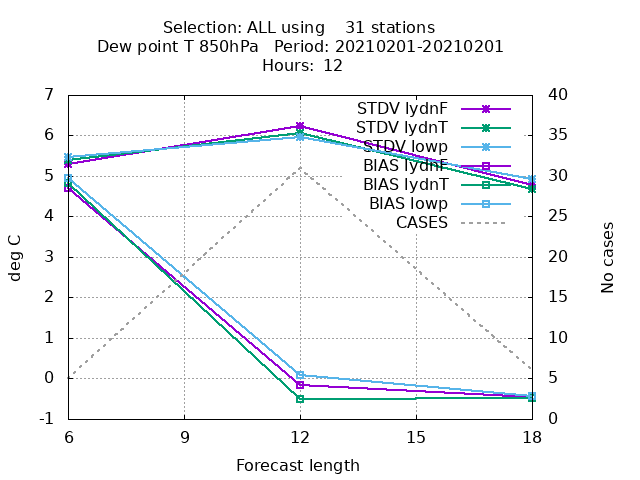 Selection: ALL using 31 stations
Dew point T 850hPa Period: 20210201-20210201
Hours: 12
7
6
5
4
3
2
1
0
-1
40
35
30
25
20
15
10
5
0
6
9
12
15
18
deg C
No cases
Forecast length
STDV lydnF
STDV lydnT
STDV lowp
BIAS lydnF
BIAS lydnT
BIAS lowp
CASES